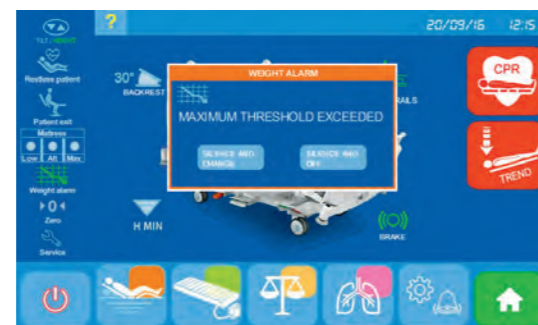 ?
20/09/16 12:15
TILT / HEIGHT
Restless patient
Patient exit
Mattress
Low Alt Max
Weight alarm
0
Zero
Service
30°
BACKREST
RAILS
H MIN
BRAKE
WEIGHT ALARM
MAXIMUM THRESHOLD EXCEEDED
SILENCE AND
CHANGE
SILENCE AND
OFF
CPR
TREND